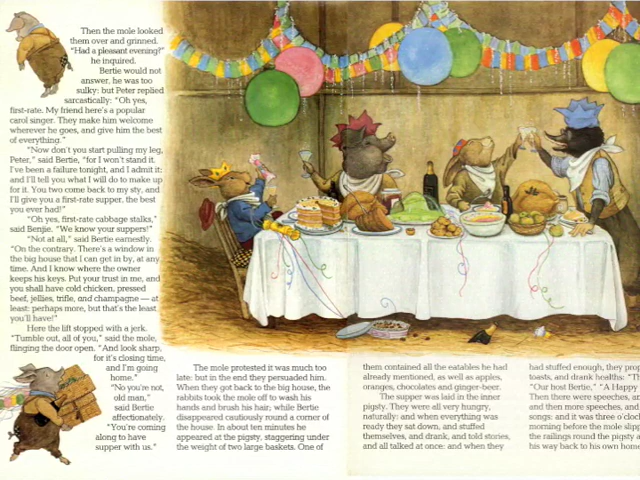 Then the mole looked
them over and grinned.
"Had a pleasant evening?"
he inquired.
Bertie would not
answer, he was too
sulky: but Peter replied
sarcastically: "Oh yes,
first-rate. My friend here's a popular
carol singer. They make him welcome
wherever he goes, and give him the best
of everything."
"Now don't you start pulling my leg,
Peter," said Bertie, "for I won't stand it.
I've been a failure tonight, and I admit it:
and I'll tell you what I will do to make up
for it. You two come back to my sty, and
I'll give you a first-rate supper, the best
you ever had!"
"Oh yes, first-rate cabbage stalks,"
said Benjie. "We know your suppers!"
"Not at all," said Bertie earnestly.
"On the contrary. There's a window in
the big house that I can get in by, at any
time. And I know where the owner
keeps his keys. Put your trust in me, and
you shall have cold chicken, pressed
beef, jellies, trifle, and champagne — at
least: perhaps more, but that's the least
you'll have!"
Here the lift stopped with a jerk.
"Tumble out, all of you," said the mole,
flinging the door open. "And look sharp,
for it's closing time,
and I'm going
home."
"No you're not,
old man,"
said Bertie
affectionately.
"You're coming
along to have
supper with us."
The mole protested it was much too
late: but in the end they persuaded him.
When they got back to the big house, the
rabbits took the mole off to wash his
hands and brush his hair; while Bertie
disappeared cautiously round a corner of
the house. In about ten minutes he
appeared at the pigsty, staggering under
the weight of two large baskets. One of
them contained all the eatables he had
already mentioned, as well as apples,
oranges, chocolates and ginger-beer.
The supper was laid in the inner
pigsty. They were all very hungry,
naturally: and when everything was
ready they sat down, and stuffed
themselves, and drank, and told stories,
and all talked at once: and when they
had stuffed enough, they prop
toasts, and drank healths: "Th
"Our host Bertie," "A Happy
Then there were speeches, an
and then more speeches, and
songs: and it was three o'cloc
morning before the mole slipp
the railings round the pigsty a
his way back to his own home